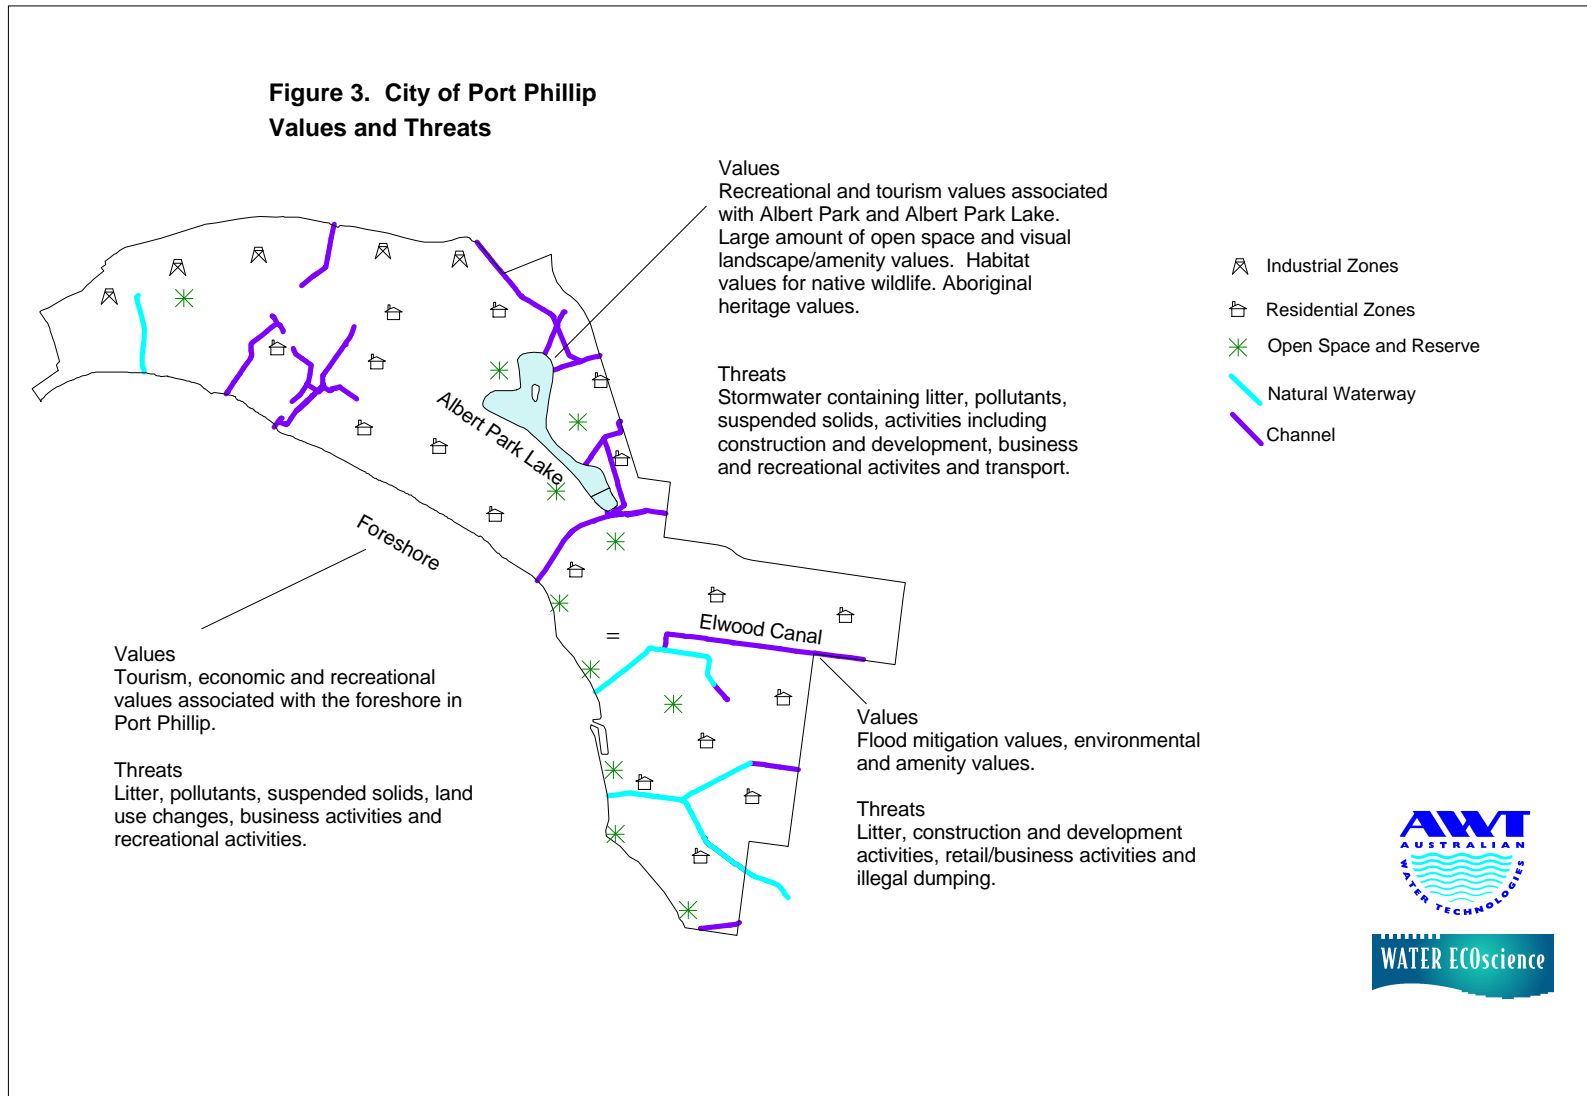 Figure 3.  City of Port Phillip
Values and Threats
Values
Recreational and tourism values associated
with Albert Park and Albert Park Lake.
Large amount of open space and visual
landscape/amenity values.  Habitat
values for native wildlife. Aboriginal
heritage values.
Threats
Stormwater containing litter, pollutants,
suspended solids, activities including
construction and development, business
and recreational activites and transport.
Industrial Zones
Residential Zones
Open Space and Reserve
Natural Waterway
Channel
Albert Park Lake
Foreshore
Elwood Canal
Values
Tourism, economic and recreational
values associated with the foreshore in
Port Phillip.
Threats
Litter, pollutants, suspended solids, land
use changes, business activities and
recreational activities.
Values
Flood mitigation values, environmental
and amenity values.
Threats
Litter, construction and development
activities, retail/business activities and
illegal dumping.
AWT
AUSTRALIAN
WATER TECHNOLOGIES
WATER ECOscience